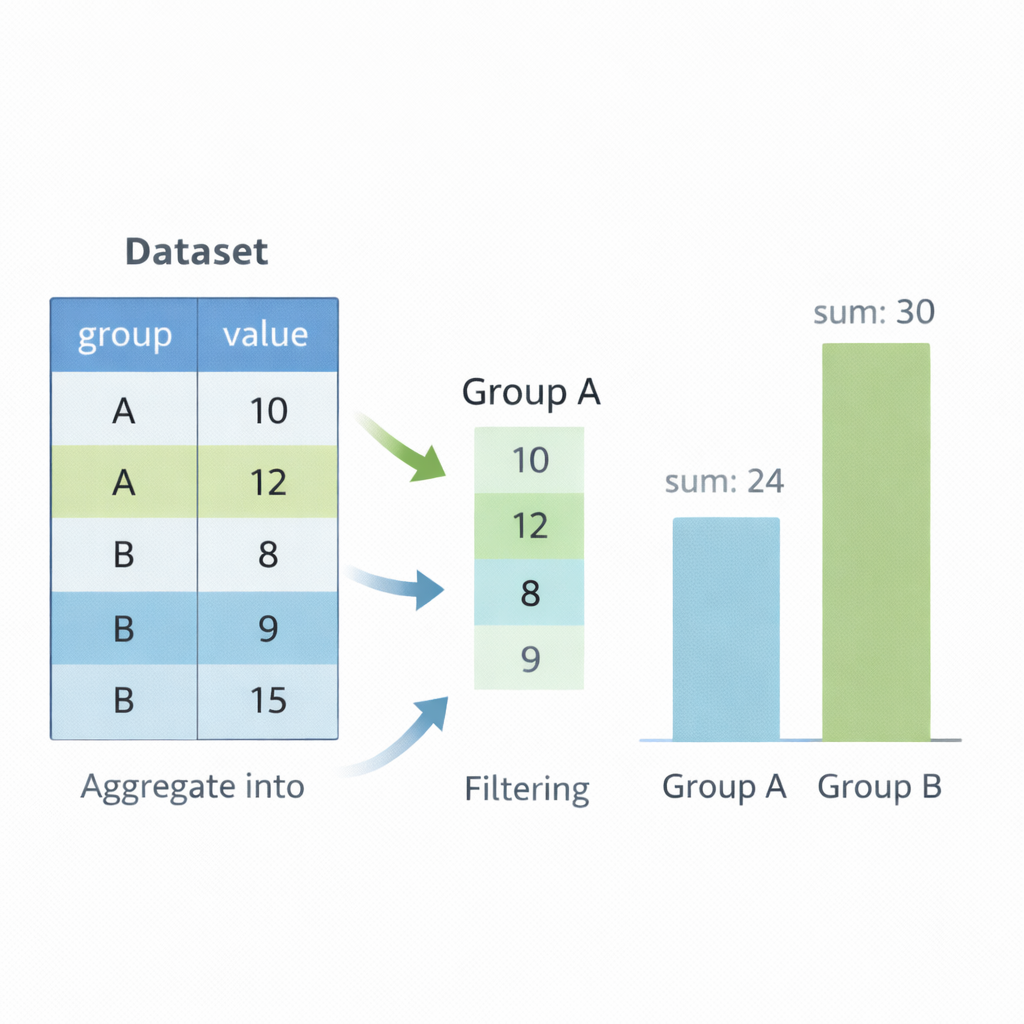 Dataset
group value
A 10
A 12
B 8
B 9
B 15
Aggregate into
Group A
10
12
8
9
Filtering
sum: 24
sum: 30
Group A Group B